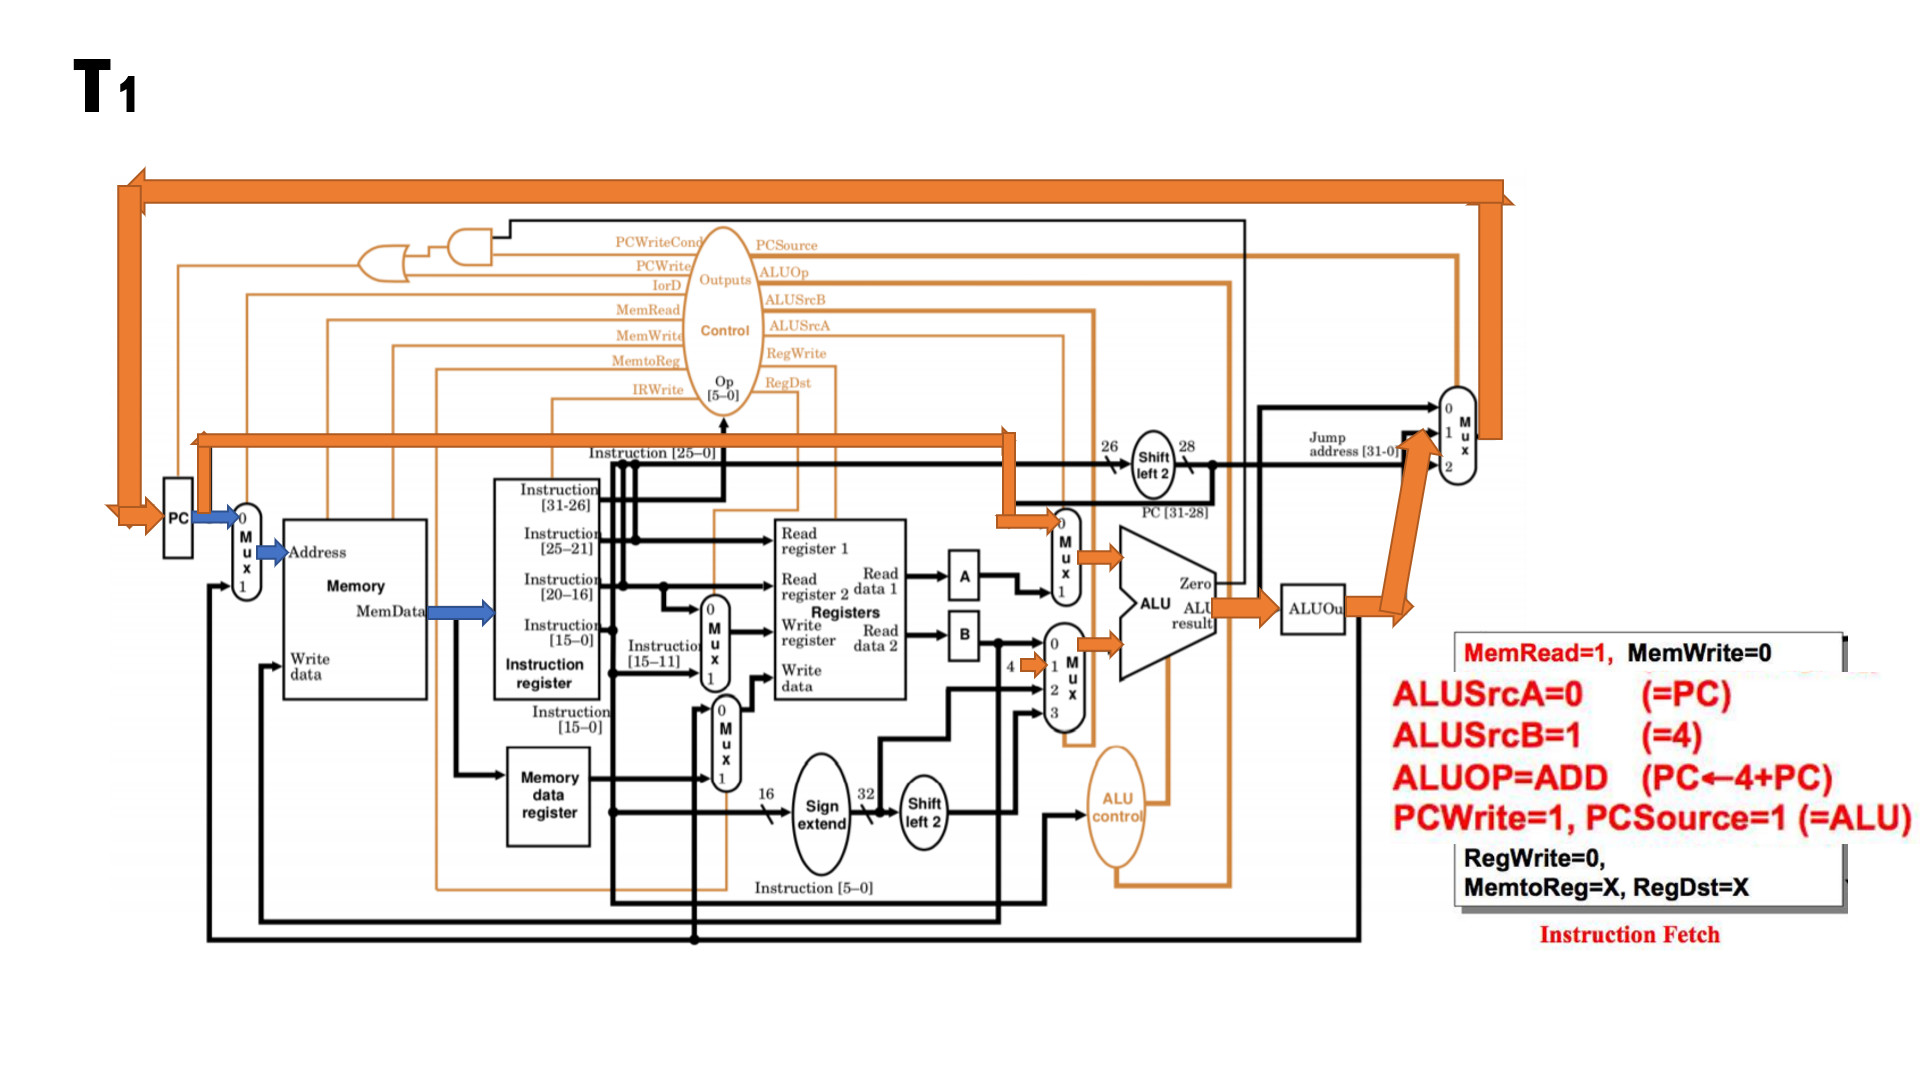 T1
PCWriteCond
PCSource
PCWrite
ALUOp
Outputs
IorD
ALUSrcB
MemRead
ALUSrcA
Control
MemWrite
RegWrite
MemtoReg
Op
[5–0]
RegDst
IRWrite
0
1
2
M
u
x
Jump
address [31-0]
Instruction [25–0]
26
Shift
left 2
28
PC [31-28]
PC
0
M
u
x
1
Address
Memory
MemData
Write
data
Instruction
[31-26]
Instruction
[25–21]
Instruction
[20–16]
Instruction
[15–0]
Instruction
register
Instruction
[15–0]
Instruction
[15–11]
0
M
u
x
1
0
M
u
x
1
Memory
data
register
Read
register 1
Read
register 2
Registers
Write
register
Write
data
Read
data 1
Read
data 2
A
B
0
M
u
x
1
4
0
1
2
3
M
u
x
Zero
ALU
ALU
result
ALUOu
16
Sign
extend
32
Shift
left 2
ALU
control
Instruction [5–0]
MemRead=1, MemWrite=0
ALUSrcA=0 (=PC)
ALUSrcB=1 (=4)
ALUOP=ADD (PC←4+PC)
PCWrite=1, PCSource=1 (=ALU)
RegWrite=0,
MemtoReg=X, RegDst=X
Instruction Fetch